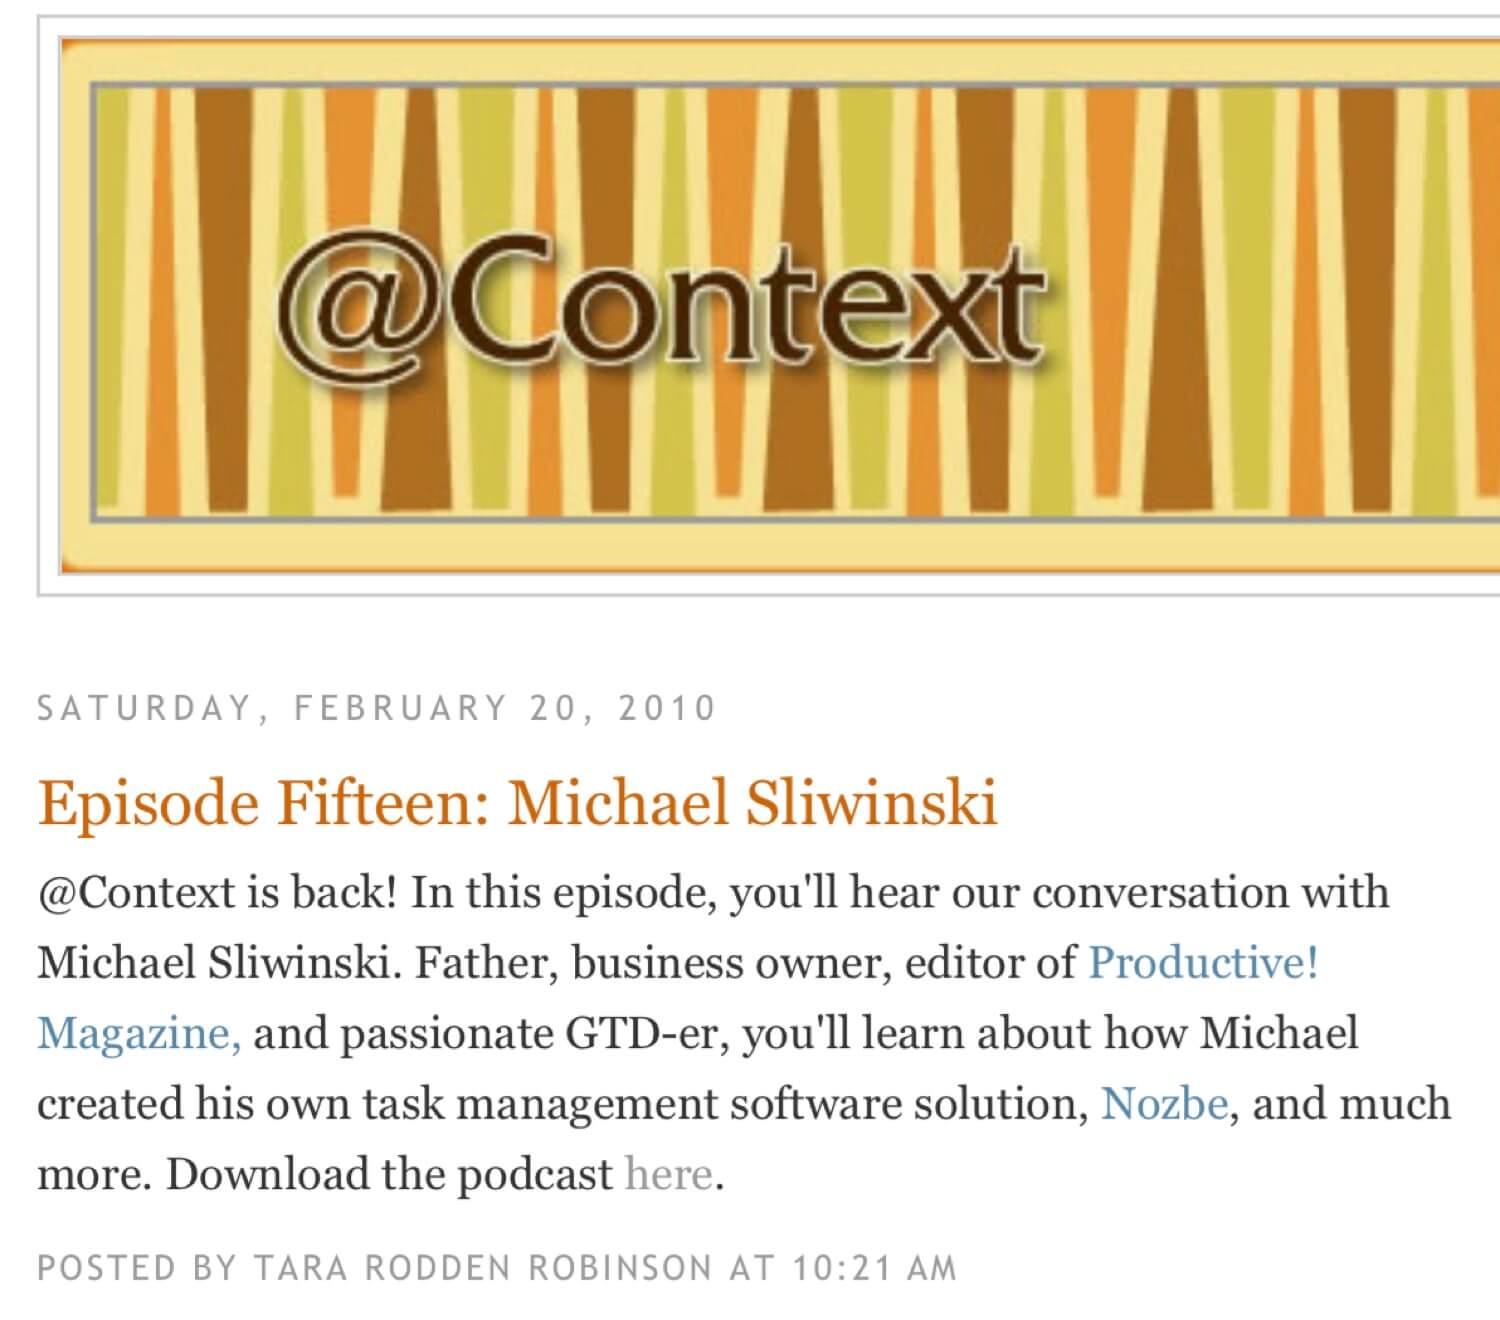 @Context
SATURDAY, FEBRUARY 20, 2010
Episode Fifteen: Michael Sliwinski
@Context is back! In this episode, you'll hear our conversation with
Michael Sliwinski. Father, business owner, editor of Productive!
Magazine, and passionate GTD-er, you'll learn about how Michael
created his own task management software solution, Nozbe, and much
more. Download the podcast here.
POSTED BY TARA RODDEN ROBINSON AT 10:21 AM